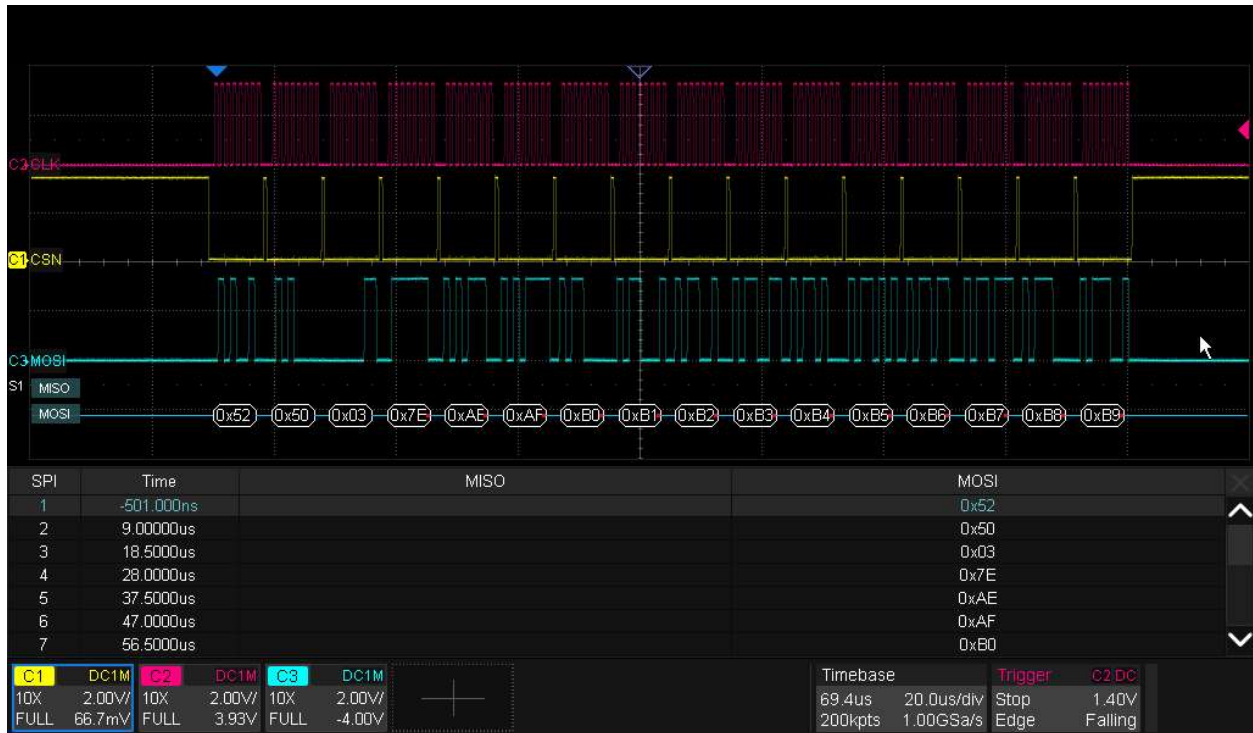 C2 CLK
C1 CSN
C3 MOSI
S1 MISO
MOSI 0x52 0x50 0x03 0x7E 0xAE 0xAF 0xB0 0xB1 0xB2 0xB3 0xB4 0xB5 0xB6 0xB7 0xB8 0xB9
SPI Time MISO MOSI
1 -501.000ns 0x52
2 9.00000us 0x50
3 18.5000us 0x03
4 28.0000us 0x7E
5 37.5000us 0xAE
6 47.0000us 0xAF
7 56.5000us 0xB0
C1 DC1M C2 DC1M C3 DC1M Timebase Trigger C2 DC
10X 2.00V/ 10X 2.00V/ 10X 2.00V/ 69.4us 20.0us/div Stop 1.40V
FULL 66.7mV FULL 3.93V FULL -4.00V 200kpts 1.00GSa/s Edge Falling